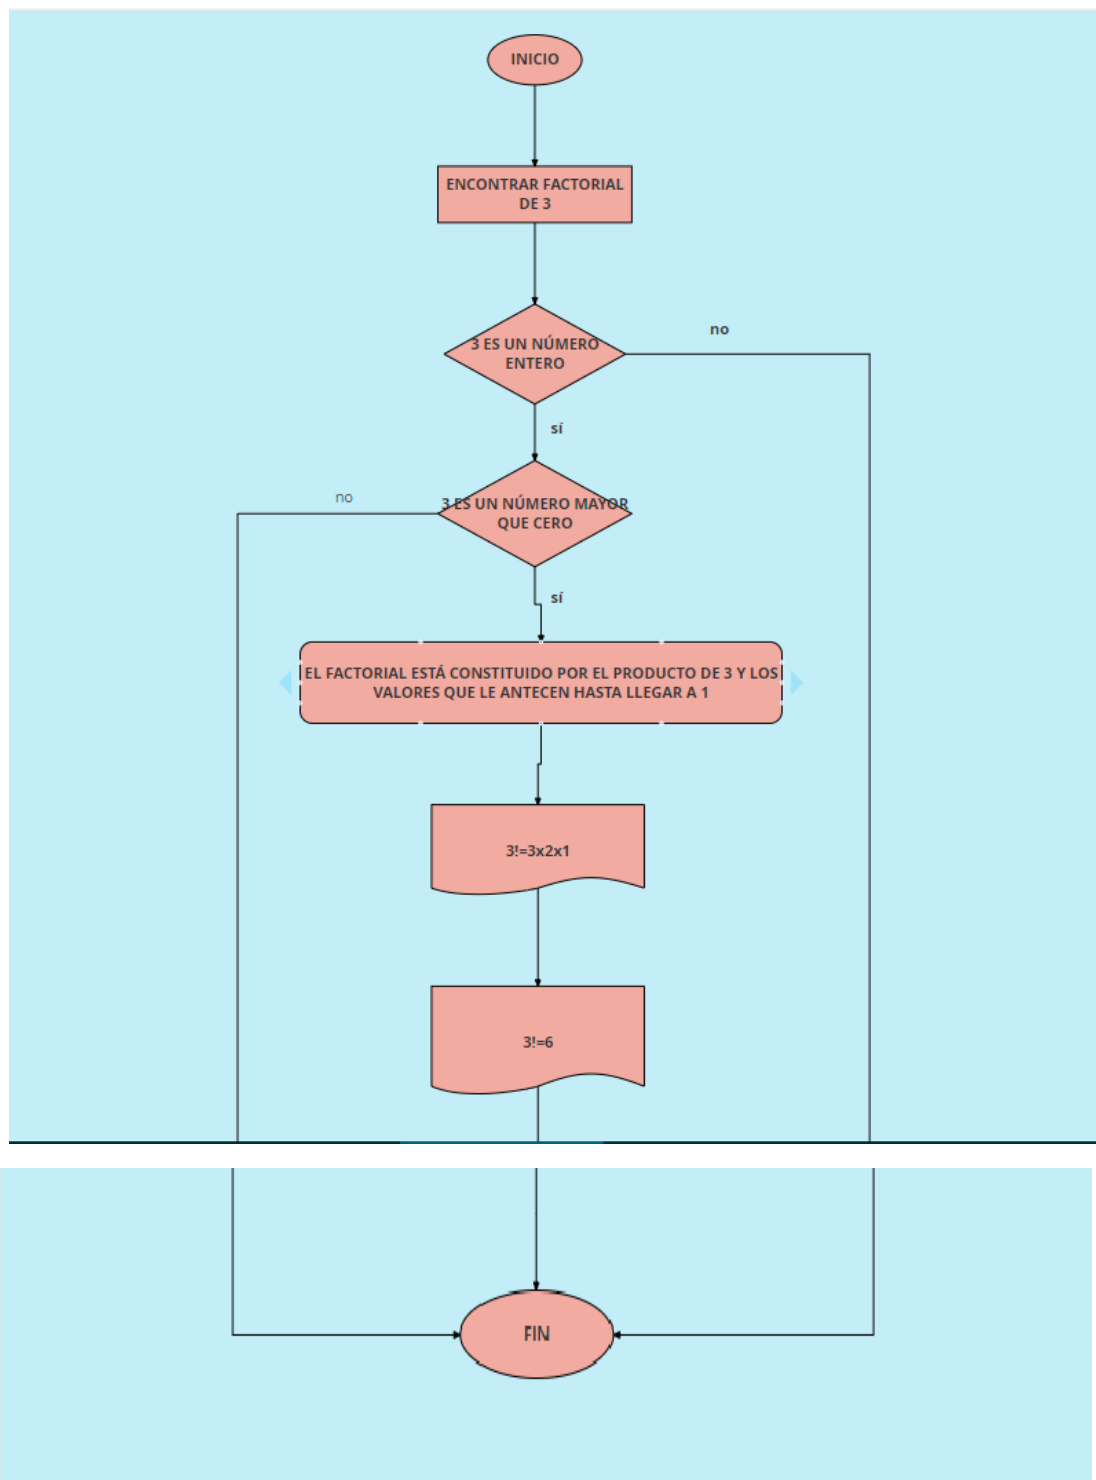 INICIO
ENCONTRAR FACTORIAL
DE 3
3 ES UN NÚMERO
ENTERO
no
sí
3 ES UN NÚMERO MAYOR
QUE CERO
no
sí
EL FACTORIAL ESTÁ CONSTITUIDO POR EL PRODUCTO DE 3 Y LOS
VALORES QUE LE ANTECEN HASTA LLEGAR A 1
3!=3x2x1
3!=6
FIN